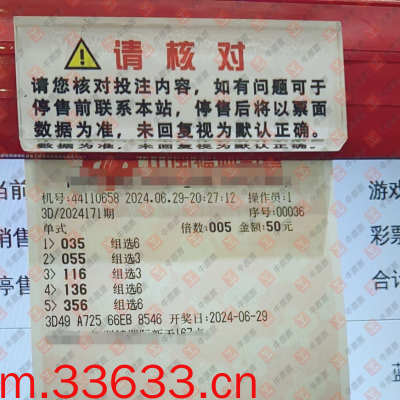 请核对
请您核对投注内容，如有问题可于
停售前联系本站，停售后将以票面
数据为准，未回复视为默认正确。
机号:44110658 2024.06.29-20:27:12 操作员:1
3D/2024171期 序号:00036
单式 倍数:005 金额:50元
1> 035 组选6
2> 055 组选3
3> 116 组选3
4> 136 组选6
5> 356 组选6
3D49 A725 66EB 8546 开奖日:2024-06-29
当前
销售
停售
游戏
彩票
合计
m.33633.cn